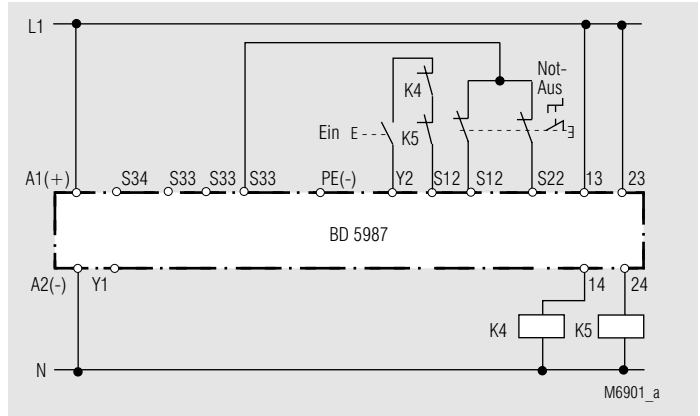 L1
Not-
Aus
K4
Ein E K5
A1(+) S34 S33 S33 S33 PE(-) Y2 S12 S12 S22 13 23
BD 5987
A2(-) Y1 14 24
K4 K5
N
M6901_a